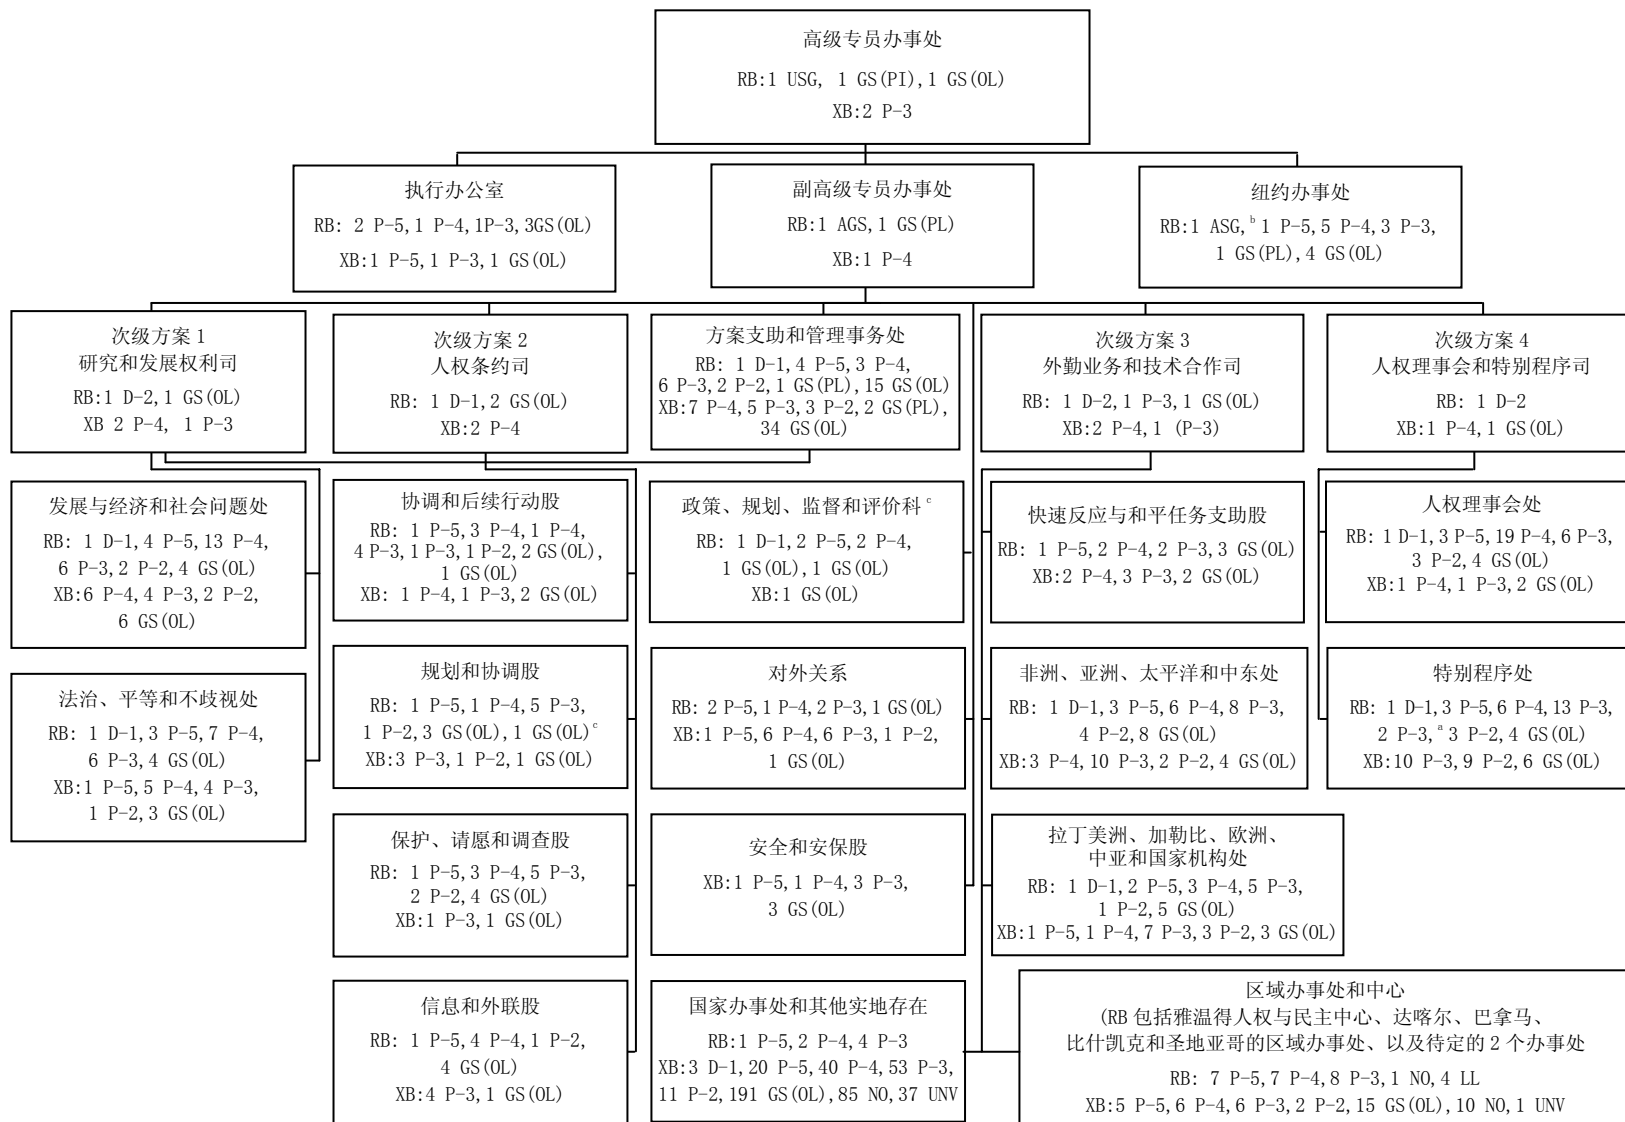 高级专员办事处
RB:1 USG, 1 GS(PI),1 GS(OL)
XB:2 P-3
执行办公室
RB: 2 P-5,1 P-4,1P-3,3GS(OL)
XB:1 P-5,1 P-3,1 GS(OL)
副高级专员办事处
RB:1 AGS,1 GS(PL)
XB:1 P-4
纽约办事处
RB:1 ASG,ᵇ 1 P-5,5 P-4,3 P-3,
1 GS(PL),4 GS(OL)
次级方案 1
研究和发展权利司
RB:1 D-2,1 GS(OL)
XB 2 P-4, 1 P-3
次级方案 2
人权条约司
RB: 1 D-1,2 GS(OL)
XB:2 P-4
方案支助和管理事务处
RB: 1 D-1,4 P-5,3 P-4,
6 P-3,2 P-2,1 GS(PL),15 GS(OL)
XB:7 P-4,5 P-3,3 P-2,2 GS(PL),
34 GS(OL)
次级方案 3
外勤业务和技术合作司
RB: 1 D-2,1 P-3,1 GS(OL)
XB:2 P-4,1 (P-3)
次级方案 4
人权理事会和特别程序司
RB: 1 D-2
XB:1 P-4,1 GS(OL)
发展与经济和社会问题处
RB: 1 D-1,4 P-5,13 P-4,
6 P-3,2 P-2,4 GS(OL)
XB:6 P-4,4 P-3,2 P-2,
6 GS(OL)
协调和后续行动股
RB: 1 P-5,3 P-4,1 P-4,
4 P-3,1 P-3,1 P-2,2 GS(OL),
1 GS(OL)
XB: 1 P-4,1 P-3,2 GS(OL)
政策、规划、监督和评价科ᶜ
RB: 1 D-1,2 P-5,2 P-4,
1 GS(OL),1 GS(OL)
XB:1 GS(OL)
快速反应与和平任务支助股
RB: 1 P-5,2 P-4,2 P-3,3 GS(OL)
XB:2 P-4,3 P-3,2 GS(OL)
人权理事会处
RB: 1 D-1,3 P-5,19 P-4,6 P-3,
3 P-2,4 GS(OL)
XB:1 P-4,1 P-3,2 GS(OL)
法治、平等和不歧视处
RB: 1 D-1,3 P-5,7 P-4,
6 P-3,4 GS(OL)
XB:1 P-5,5 P-4,4 P-3,
1 P-2,3 GS(OL)
规划和协调股
RB: 1 P-5,1 P-4,5 P-3,
1 P-2,3 GS(OL),1 GS(OL)ᶜ
XB:3 P-3,1 P-2,1 GS(OL)
对外关系
RB: 2 P-5,1 P-4,2 P-3,1 GS(OL)
XB:1 P-5,6 P-4,6 P-3,1 P-2,
1 GS(OL)
非洲、亚洲、太平洋和中东处
RB: 1 D-1,3 P-5,6 P-4,8 P-3,
4 P-2,8 GS(OL)
XB:3 P-4,10 P-3,2 P-2,4 GS(OL)
特别程序处
RB: 1 D-1,3 P-5,6 P-4,13 P-3,
2 P-3,ᵃ 3 P-2,4 GS(OL)
XB:10 P-3,9 P-2,6 GS(OL)
保护、请愿和调查股
RB: 1 P-5,3 P-4,5 P-3,
2 P-2,4 GS(OL)
XB:1 P-3,1 GS(OL)
安全和安保股
XB:1 P-5,1 P-4,3 P-3,
3 GS(OL)
拉丁美洲、加勒比、欧洲、
中亚和国家机构处
RB: 1 D-1,2 P-5,3 P-4,5 P-3,
1 P-2,5 GS(OL)
XB:1 P-5,1 P-4,7 P-3,3 P-2,3 GS(OL)
信息和外联股
RB: 1 P-5,4 P-4,1 P-2,
4 GS(OL)
XB:4 P-3,1 GS(OL)
国家办事处和其他实地存在
RB:1 P-5,2 P-4,4 P-3
XB:3 D-1,20 P-5,40 P-4,53 P-3,
11 P-2,191 GS(OL),85 NO,37 UNV
区域办事处和中心
(RB 包括雅温得人权与民主中心、达喀尔、巴拿马、
比什凯克和圣地亚哥的区域办事处、以及待定的 2 个办事处
RB: 7 P-5,7 P-4,8 P-3,1 NO,4 LL
XB:5 P-5,6 P-4,6 P-3,2 P-2,15 GS(OL),10 NO,1 UNV